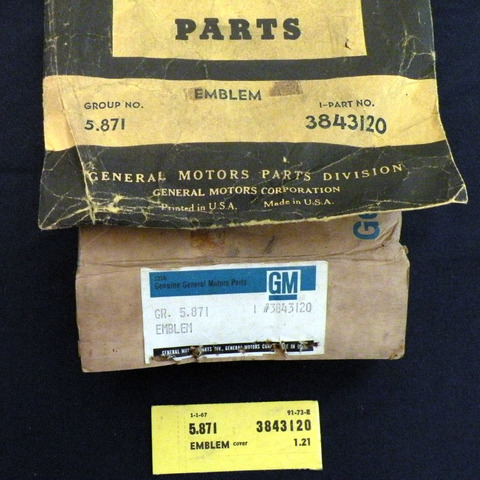 PARTS
EMBLEM
GROUP NO. 1-PART NO.
5.871 3843120
GENERAL MOTORS PARTS DIVISION
GENERAL MOTORS CORPORATION
Printed in U.S.A. Made in U.S.A.
Genuine General Motors Parts GM
GR. 5.871 1 #3843120
EMBLEM
1-1-67
5.871 3843120
EMBLEM cover 1.21